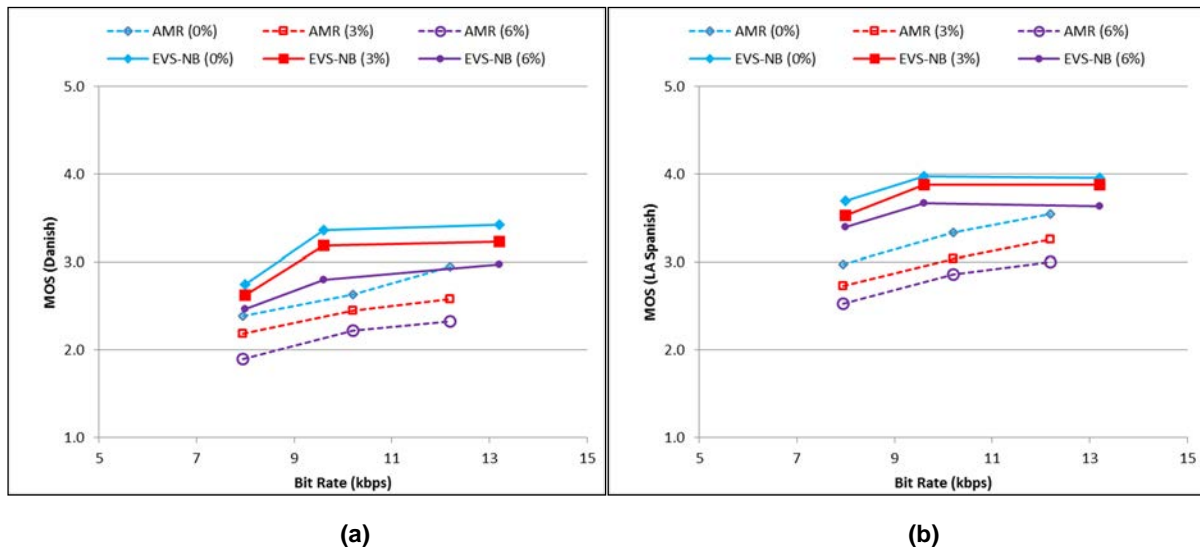 AMR (0%) AMR (3%) AMR (6%)
EVS-NB (0%) EVS-NB (3%) EVS-NB (6%)
5.0
4.0
3.0
2.0
1.0
MOS (Danish)
5 7 9 11 13 15
Bit Rate (kbps)
(a)
AMR (0%) AMR (3%) AMR (6%)
EVS-NB (0%) EVS-NB (3%) EVS-NB (6%)
5.0
4.0
3.0
2.0
1.0
MOS (LA Spanish)
5 7 9 11 13 15
Bit Rate (kbps)
(b)